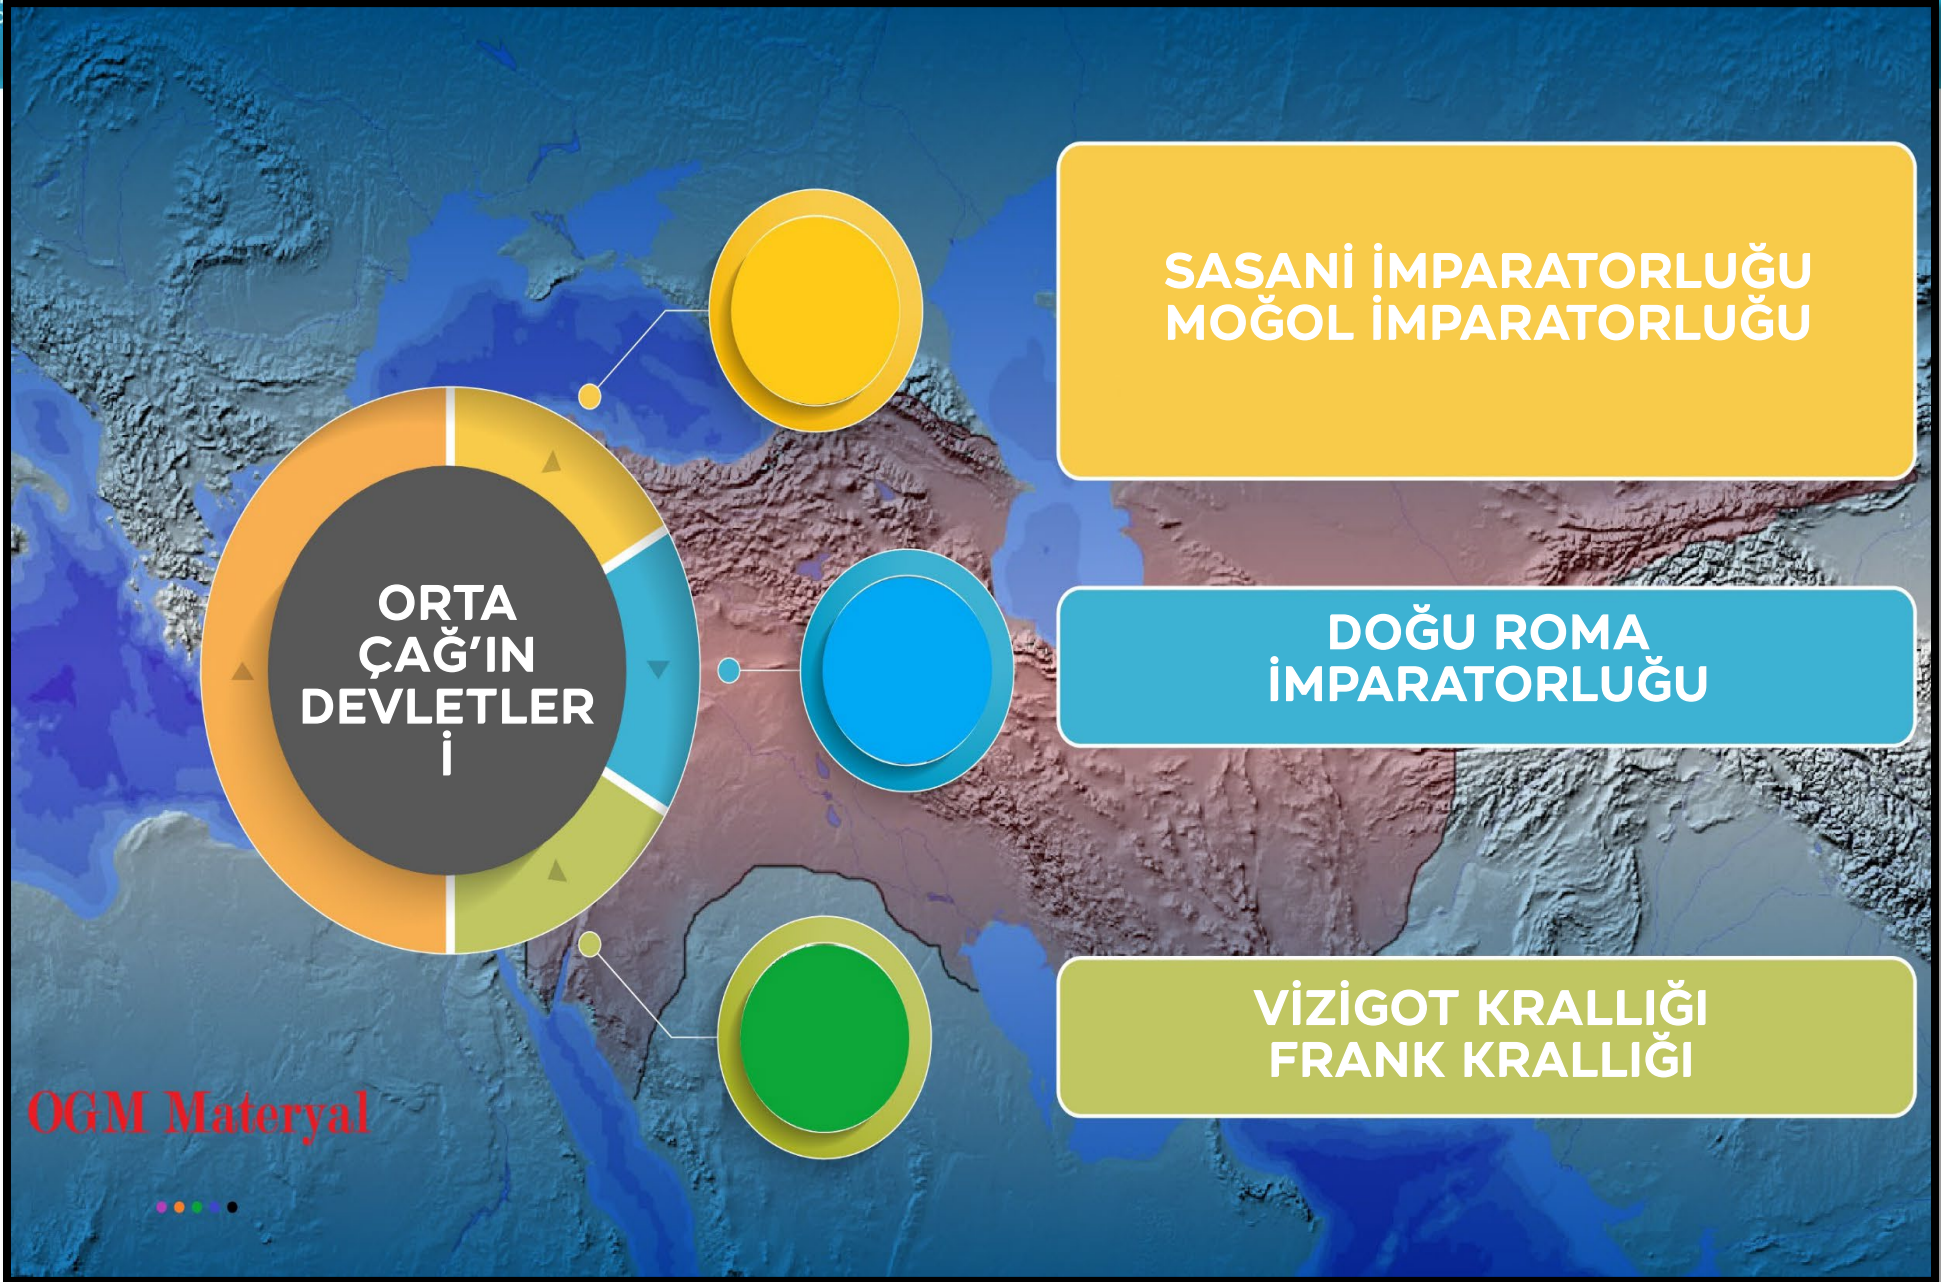 SASANİ İMPARATORLUĞU
MOĞOL İMPARATORLUĞU
ORTA
ÇAĞ'IN
DEVLETLER
İ
DOĞU ROMA
İMPARATORLUĞU
VİZİGOT KRALLIĞI
FRANK KRALLIĞI
OGM Materyal